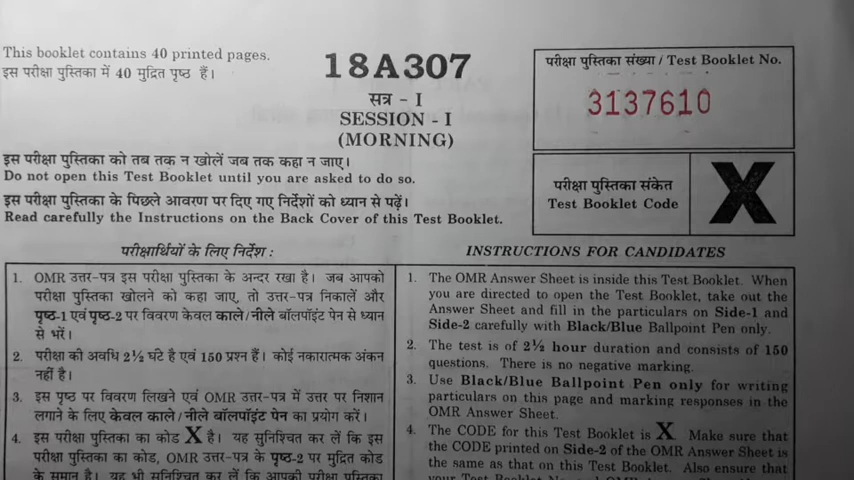 This booklet contains 40 printed pages.
इस परीक्षा पुस्तिका में 40 मुद्रित पृष्ठ हैं।
18A307
सत्र - I
SESSION - I
(MORNING)
परीक्षा पुस्तिका संख्या / Test Booklet No.
3137610
इस परीक्षा पुस्तिका को तब तक न खोलें जब तक कहा न जाए।
Do not open this Test Booklet until you are asked to do so.
इस परीक्षा पुस्तिका के पिछले आवरण पर दिए गए निर्देशों को ध्यान से पढ़ें।
Read carefully the Instructions on the Back Cover of this Test Booklet.
परीक्षा पुस्तिका संकेत
Test Booklet Code
X
परीक्षार्थियों के लिए निर्देश :
1. OMR उत्तर-पत्र इस परीक्षा पुस्तिका के अन्दर रखा है। जब आपको
परीक्षा पुस्तिका खोलने को कहा जाए, तो उत्तर-पत्र निकालें और
पृष्ठ-1 एवं पृष्ठ-2 पर विवरण केवल काले/नीले बॉलपॉइंट पेन से ध्यान
से भरें।
2. परीक्षा की अवधि 2½ घंटे है एवं 150 प्रश्न हैं। कोई नकारात्मक अंकन
नहीं है।
3. इस पृष्ठ पर विवरण लिखने एवं OMR उत्तर-पत्र में उत्तर पर निशान
लगाने के लिए केवल काले/नीले बॉलपॉइंट पेन का प्रयोग करें।
4. इस परीक्षा पुस्तिका का कोड X है। यह सुनिश्चित कर लें कि इस
परीक्षा पुस्तिका का कोड, OMR उत्तर-पत्र के पृष्ठ-2 पर मुद्रित कोड
के समान है। यह भी सुनिश्चित कर लें कि आपकी परीक्षा पुस्तिका
INSTRUCTIONS FOR CANDIDATES
1. The OMR Answer Sheet is inside this Test Booklet. When
you are directed to open the Test Booklet, take out the
Answer Sheet and fill in the particulars on Side-1 and
Side-2 carefully with Black/Blue Ballpoint Pen only.
2. The test is of 2½ hour duration and consists of 150
questions. There is no negative marking.
3. Use Black/Blue Ballpoint Pen only for writing
particulars on this page and marking responses in the
OMR Answer Sheet.
4. The CODE for this Test Booklet is X. Make sure that
the CODE printed on Side-2 of the OMR Answer Sheet is
the same as that on this Test Booklet. Also ensure that